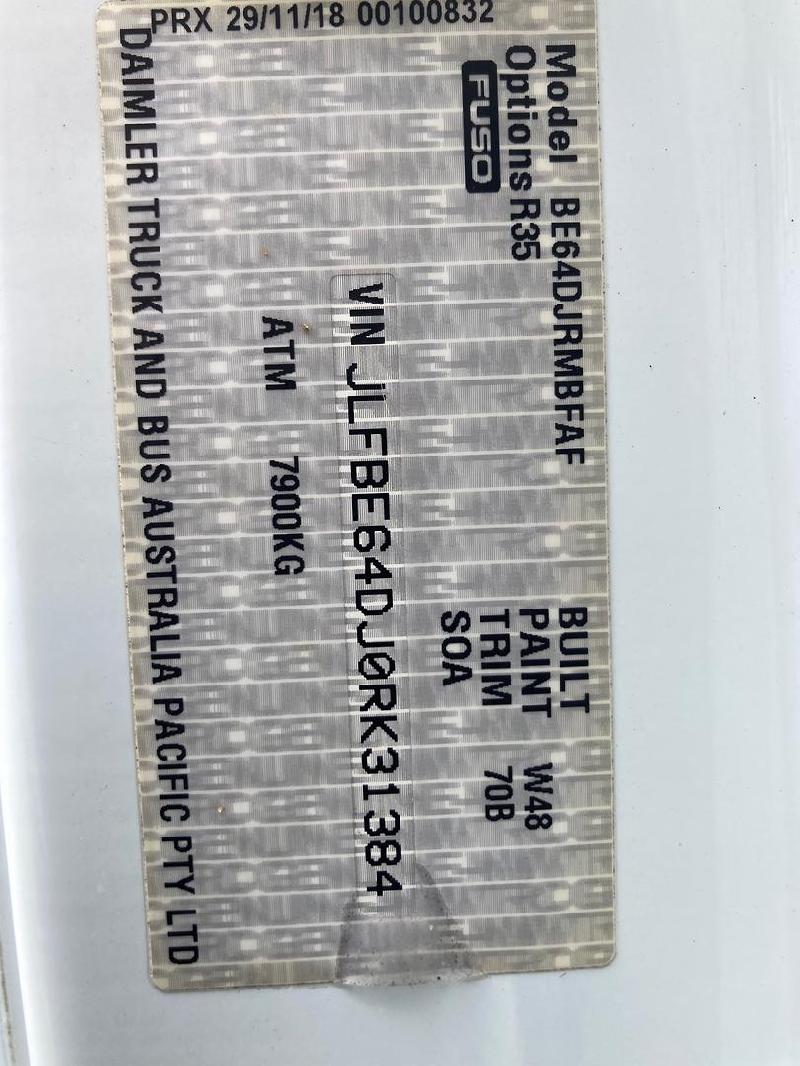 PRX 29/11/18 00100832
Model BE64DJRMBFAF
Options R35
FUSO
BUILT
PAINT W48
TRIM 70B
SOA
VIN JLFBE64DJ0RK31384
ATM 7900KG
DAIMLER TRUCK AND BUS AUSTRALIA PACIFIC PTY LTD